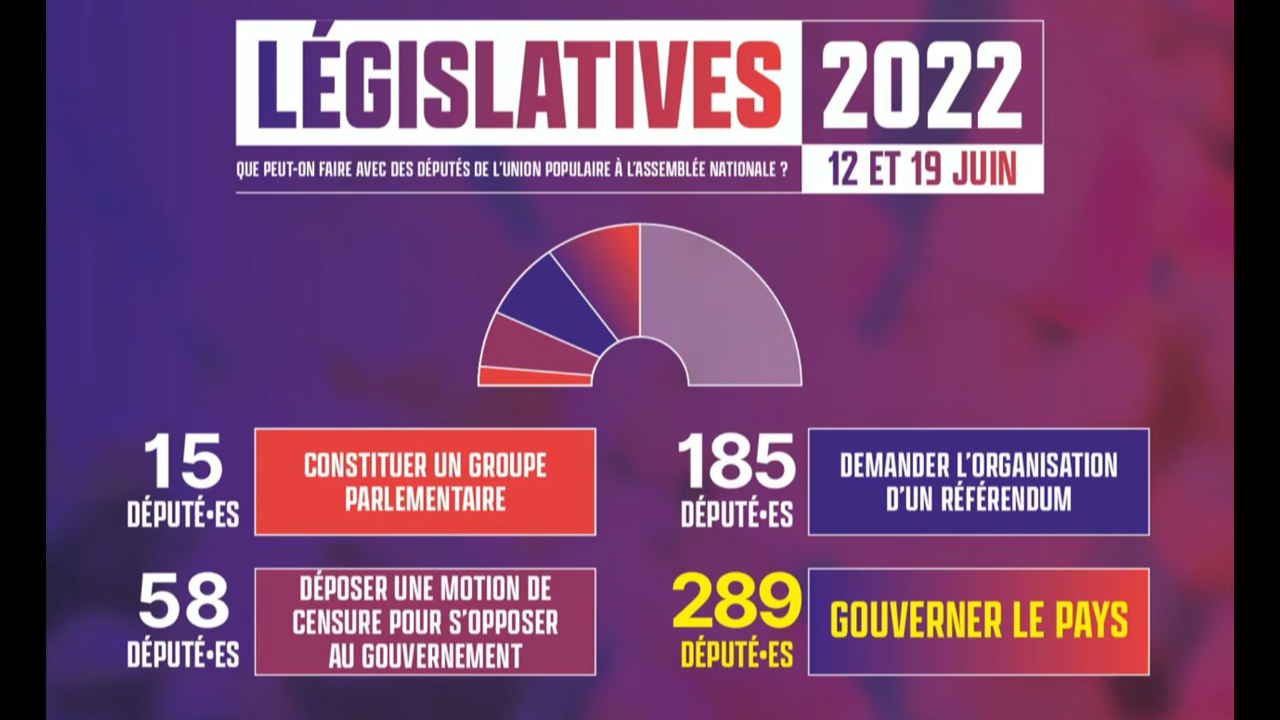 LÉGISLATIVES
2022
QUE PEUT-ON FAIRE AVEC DES DÉPUTÉS DE L'UNION POPULAIRE À L'ASSEMBLÉE NATIONALE ?
12 ET 19 JUIN
15
DÉPUTÉ•ES
CONSTITUER UN GROUPE
PARLEMENTAIRE
185
DÉPUTÉ•ES
DEMANDER L'ORGANISATION
D'UN RÉFÉRENDUM
58
DÉPUTÉ•ES
DÉPOSER UNE MOTION DE
CENSURE POUR S'OPPOSER
AU GOUVERNEMENT
289
DÉPUTÉ•ES
GOUVERNER LE PAYS